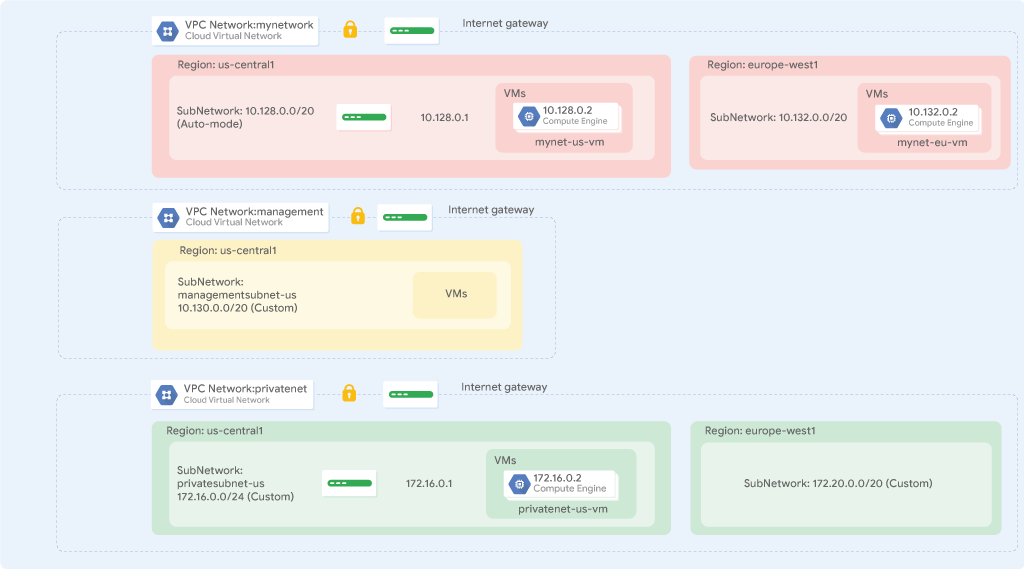 VPC Network:mynetwork
Cloud Virtual Network
Internet gateway
Region: us-central1
SubNetwork: 10.128.0.0/20
(Auto-mode)
10.128.0.1
VMs
10.128.0.2
Compute Engine
mynet-us-vm
Region: europe-west1
SubNetwork: 10.132.0.0/20
VMs
10.132.0.2
Compute Engine
mynet-eu-vm
VPC Network:management
Cloud Virtual Network
Internet gateway
Region: us-central1
SubNetwork:
managementsubnet-us
10.130.0.0/20 (Custom)
VMs
VPC Network:privatenet
Cloud Virtual Network
Internet gateway
Region: us-central1
SubNetwork:
privatesubnet-us
172.16.0.0/24 (Custom)
172.16.0.1
VMs
172.16.0.2
Compute Engine
privatenet-us-vm
Region: europe-west1
SubNetwork: 172.20.0.0/20 (Custom)